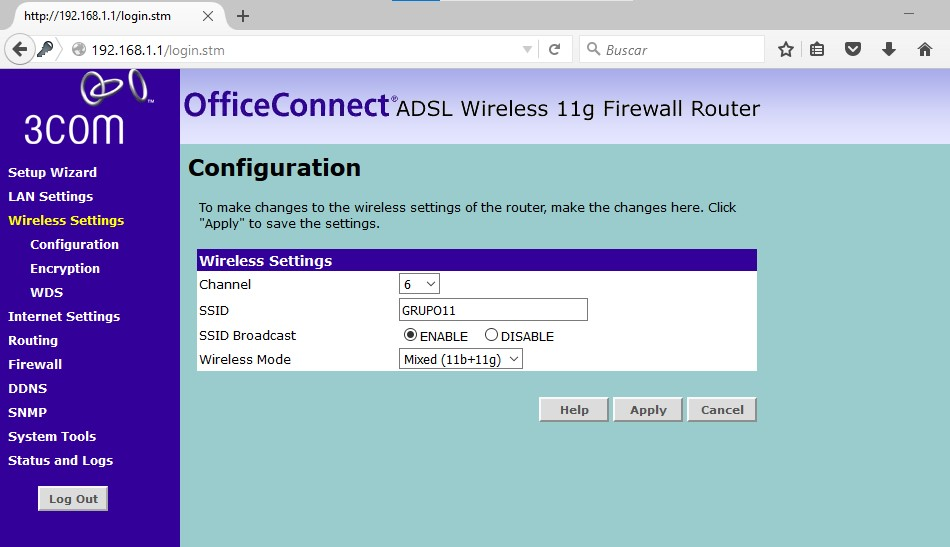 http://192.168.1.1/login.stm
192.168.1.1/login.stm
Buscar
3COM ™
OfficeConnect® ADSL Wireless 11g Firewall Router
Setup Wizard
LAN Settings
Wireless Settings
Configuration
Encryption
WDS
Internet Settings
Routing
Firewall
DDNS
SNMP
System Tools
Status and Logs
Log Out
Configuration
To make changes to the wireless settings of the router, make the changes here. Click
"Apply" to save the settings.
Wireless Settings
Channel 6
SSID GRUPO11
SSID Broadcast ENABLE DISABLE
Wireless Mode Mixed (11b+11g)
Help Apply Cancel